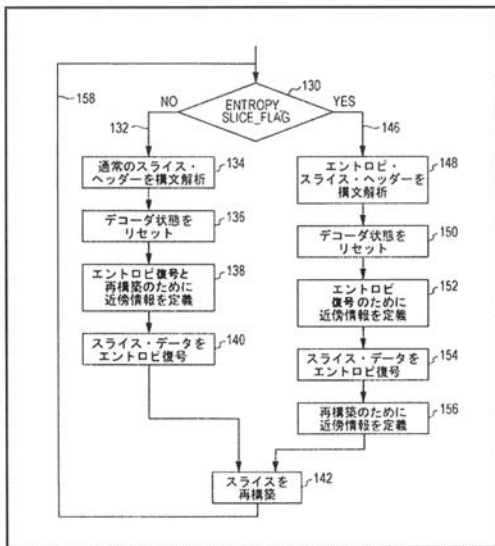 158
130
NO
ENTROPY_
SLICE_FLAG
YES
132
146
通常のスライス・
ヘッダーを構文解析
134
デコーダ状態を
リセット
136
エントロピ復号と
再構築のために
近傍情報を定義
138
スライス・データを
エントロピ復号
140
エントロピ・
スライス・ヘッダーを
構文解析
148
デコーダ状態を
リセット
150
エントロピ
復号のために
近傍情報を定義
152
スライス・データを
エントロピ復号
154
再構築のために
近傍情報を定義
156
スライスを
再構築
142